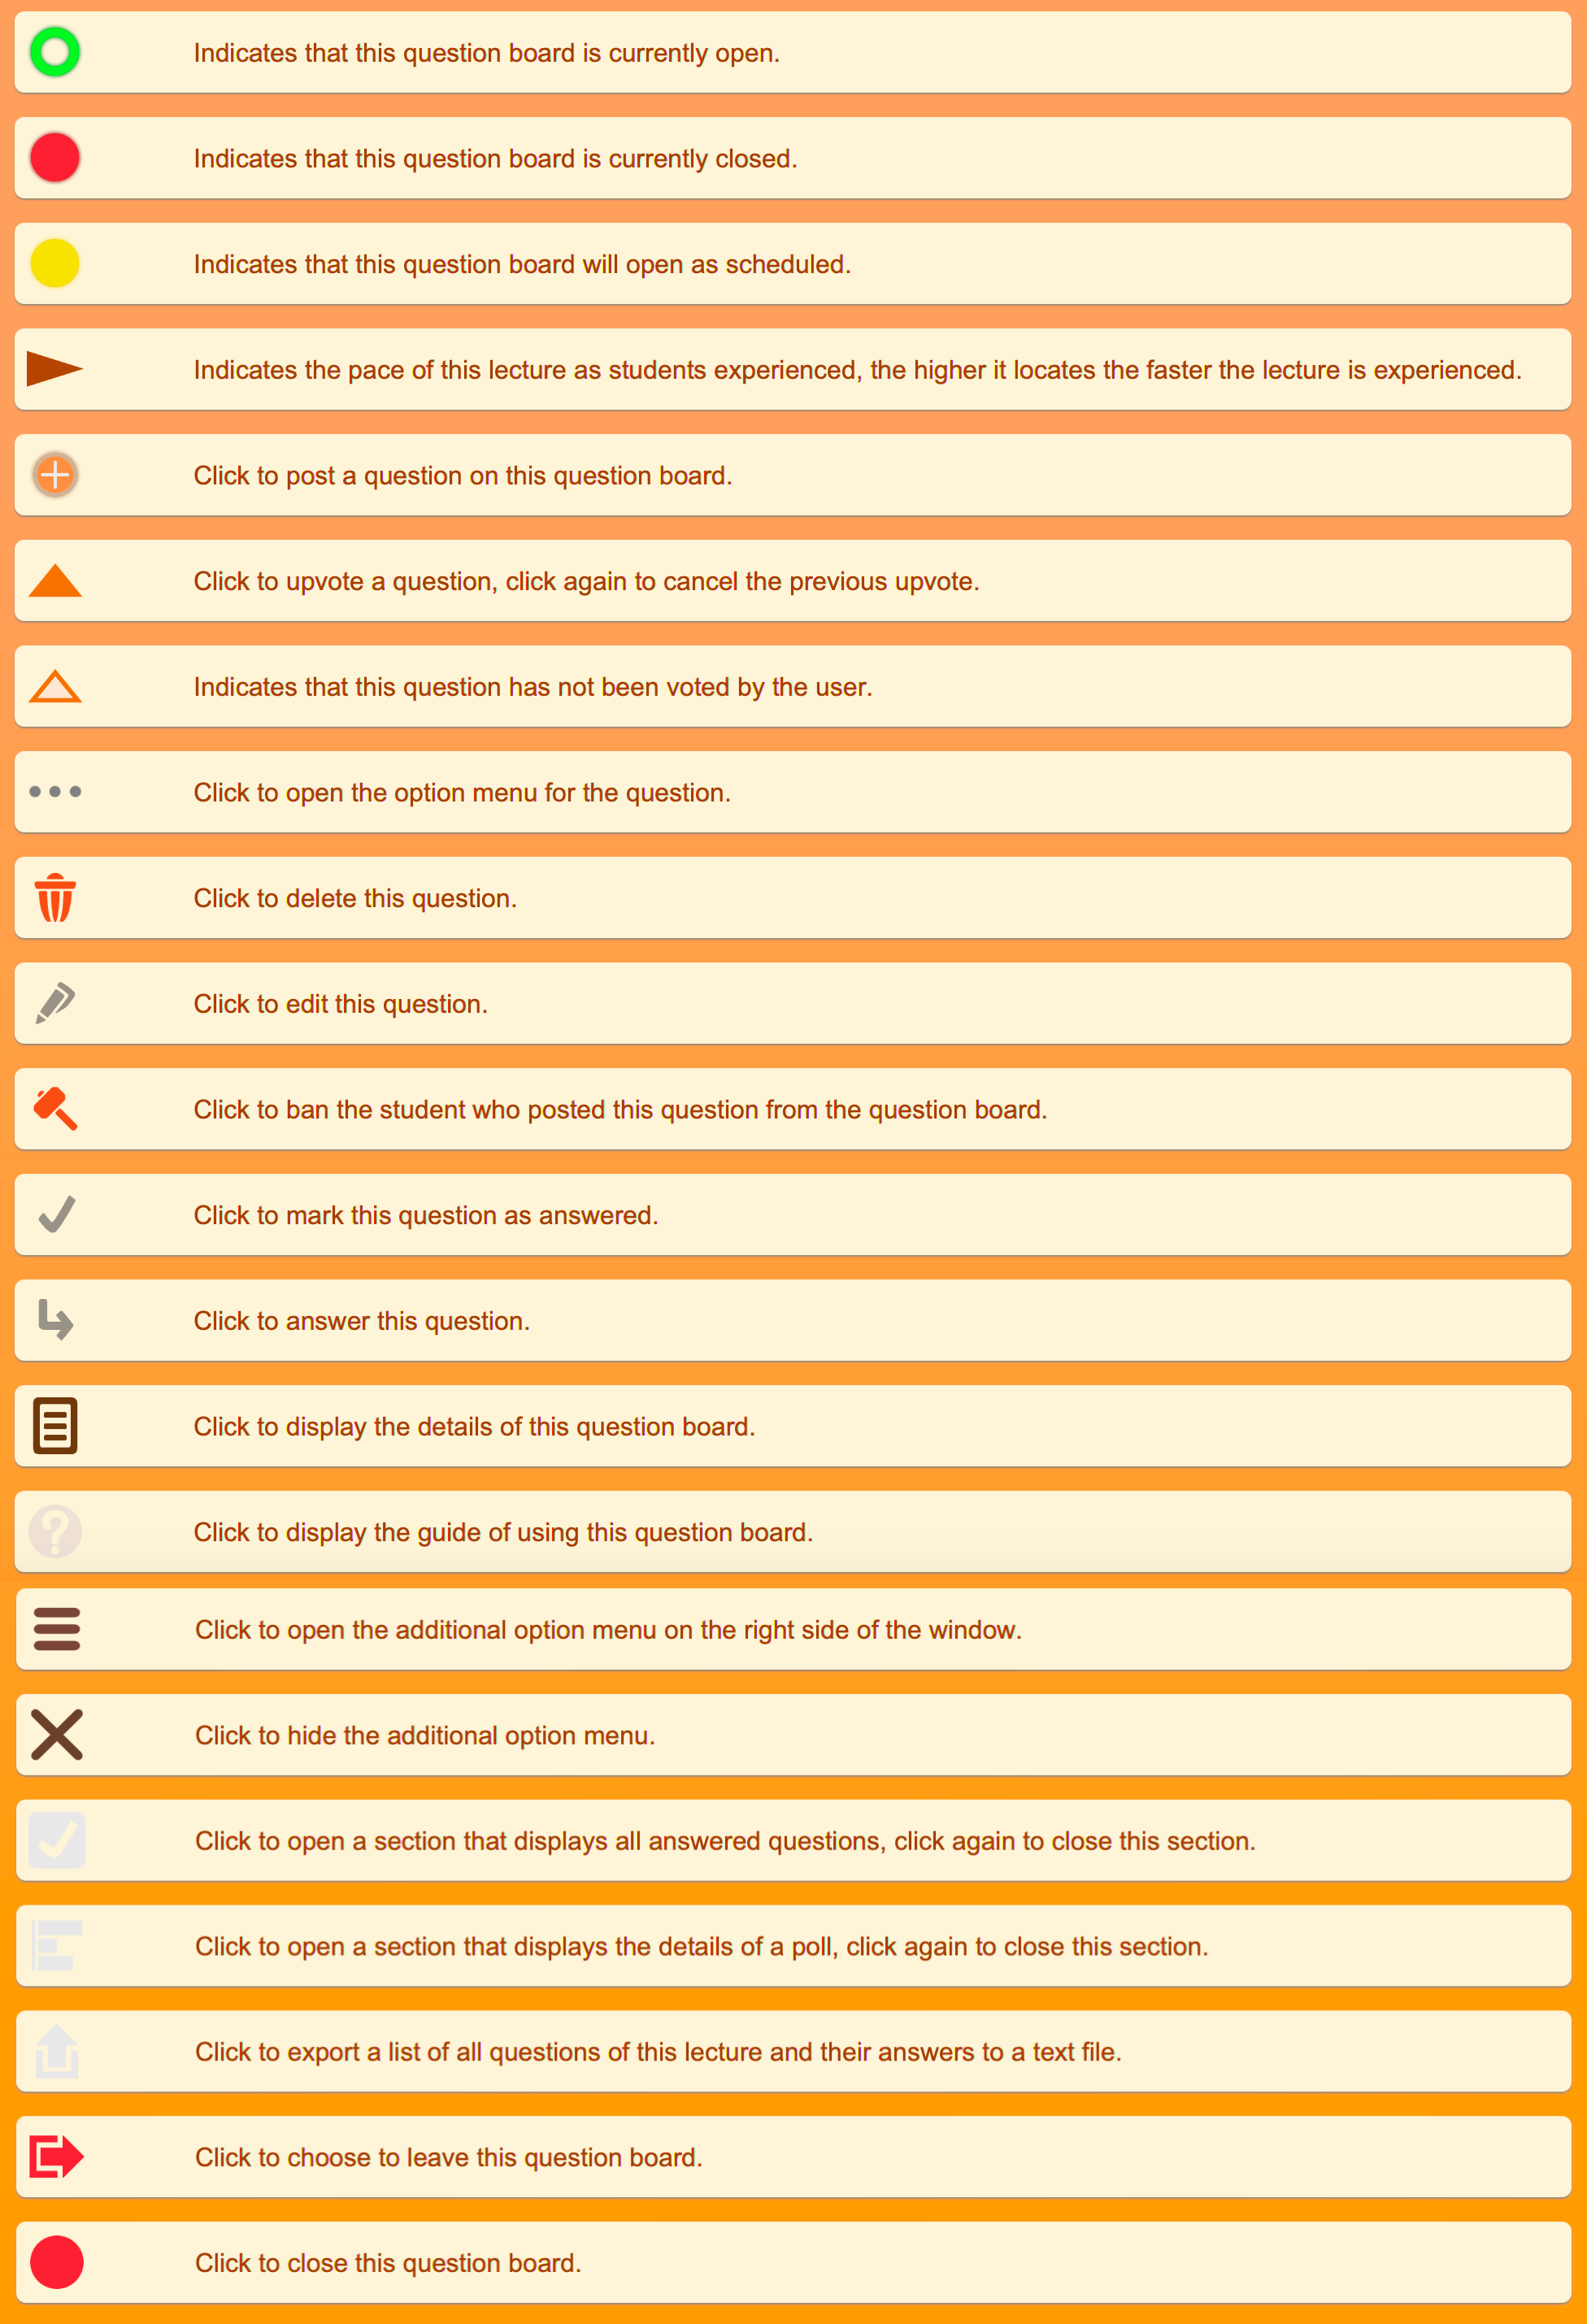 Indicates that this question board is currently open.
Indicates that this question board is currently closed.
Indicates that this question board will open as scheduled.
Indicates the pace of this lecture as students experienced, the higher it locates the faster the lecture is experienced.
Click to post a question on this question board.
Click to upvote a question, click again to cancel the previous upvote.
Indicates that this question has not been voted by the user.
Click to open the option menu for the question.
Click to delete this question.
Click to edit this question.
Click to ban the student who posted this question from the question board.
Click to mark this question as answered.
Click to answer this question.
Click to display the details of this question board.
Click to display the guide of using this question board.
Click to open the additional option menu on the right side of the window.
Click to hide the additional option menu.
Click to open a section that displays all answered questions, click again to close this section.
Click to open a section that displays the details of a poll, click again to close this section.
Click to export a list of all questions of this lecture and their answers to a text file.
Click to choose to leave this question board.
Click to close this question board.